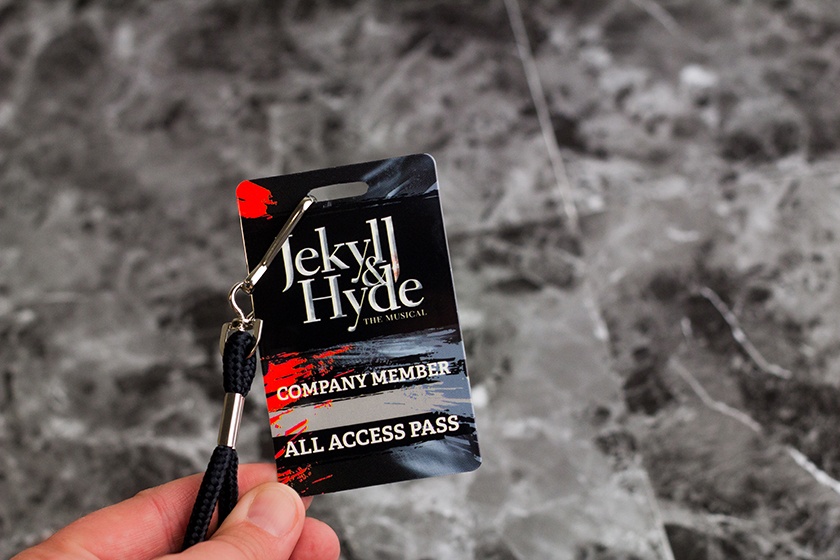 Jekyll
&
Hyde
THE MUSICAL
COMPANY MEMBER
ALL ACCESS PASS